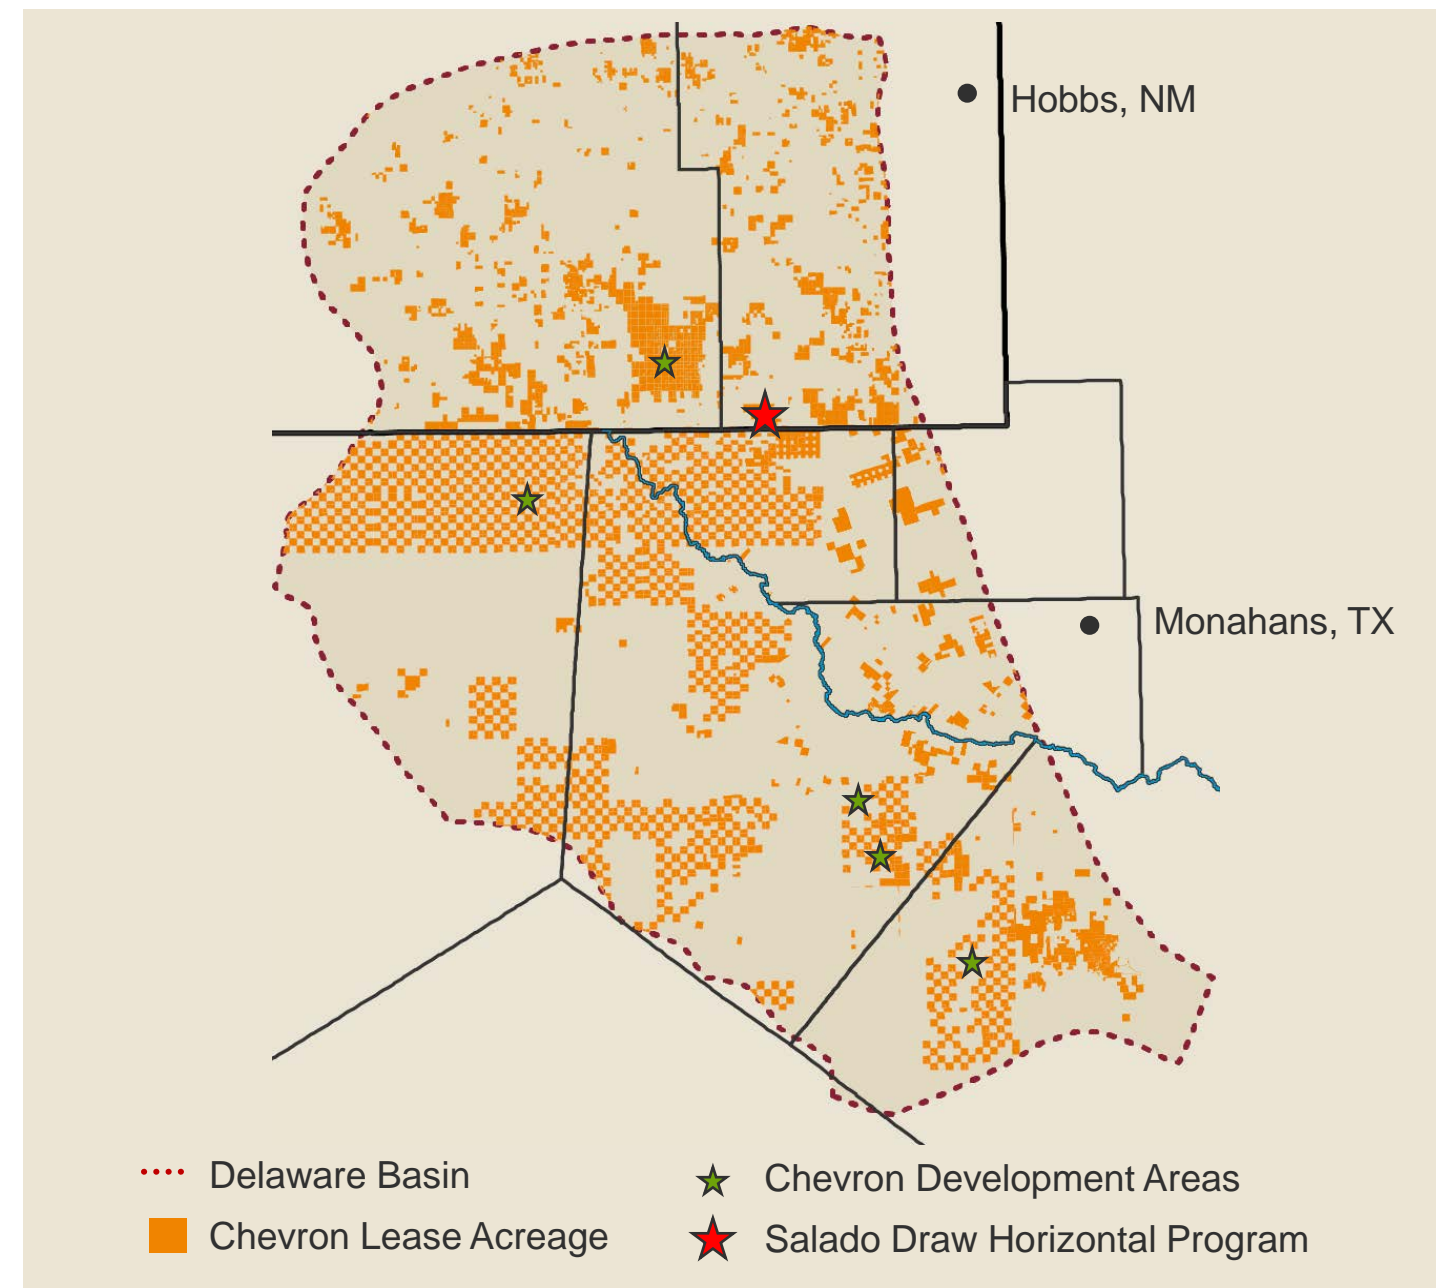 Hobbs, NM
Monahans, TX
Delaware Basin
Chevron Development Areas
Chevron Lease Acreage
Salado Draw Horizontal Program